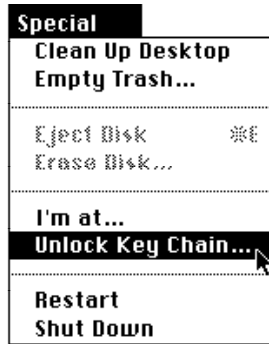 Special
Clean Up Desktop
Empty Trash...
Eject Disk ⌘E
Erase Disk...
I'm at...
Unlock Key Chain...
Restart
Shut Down